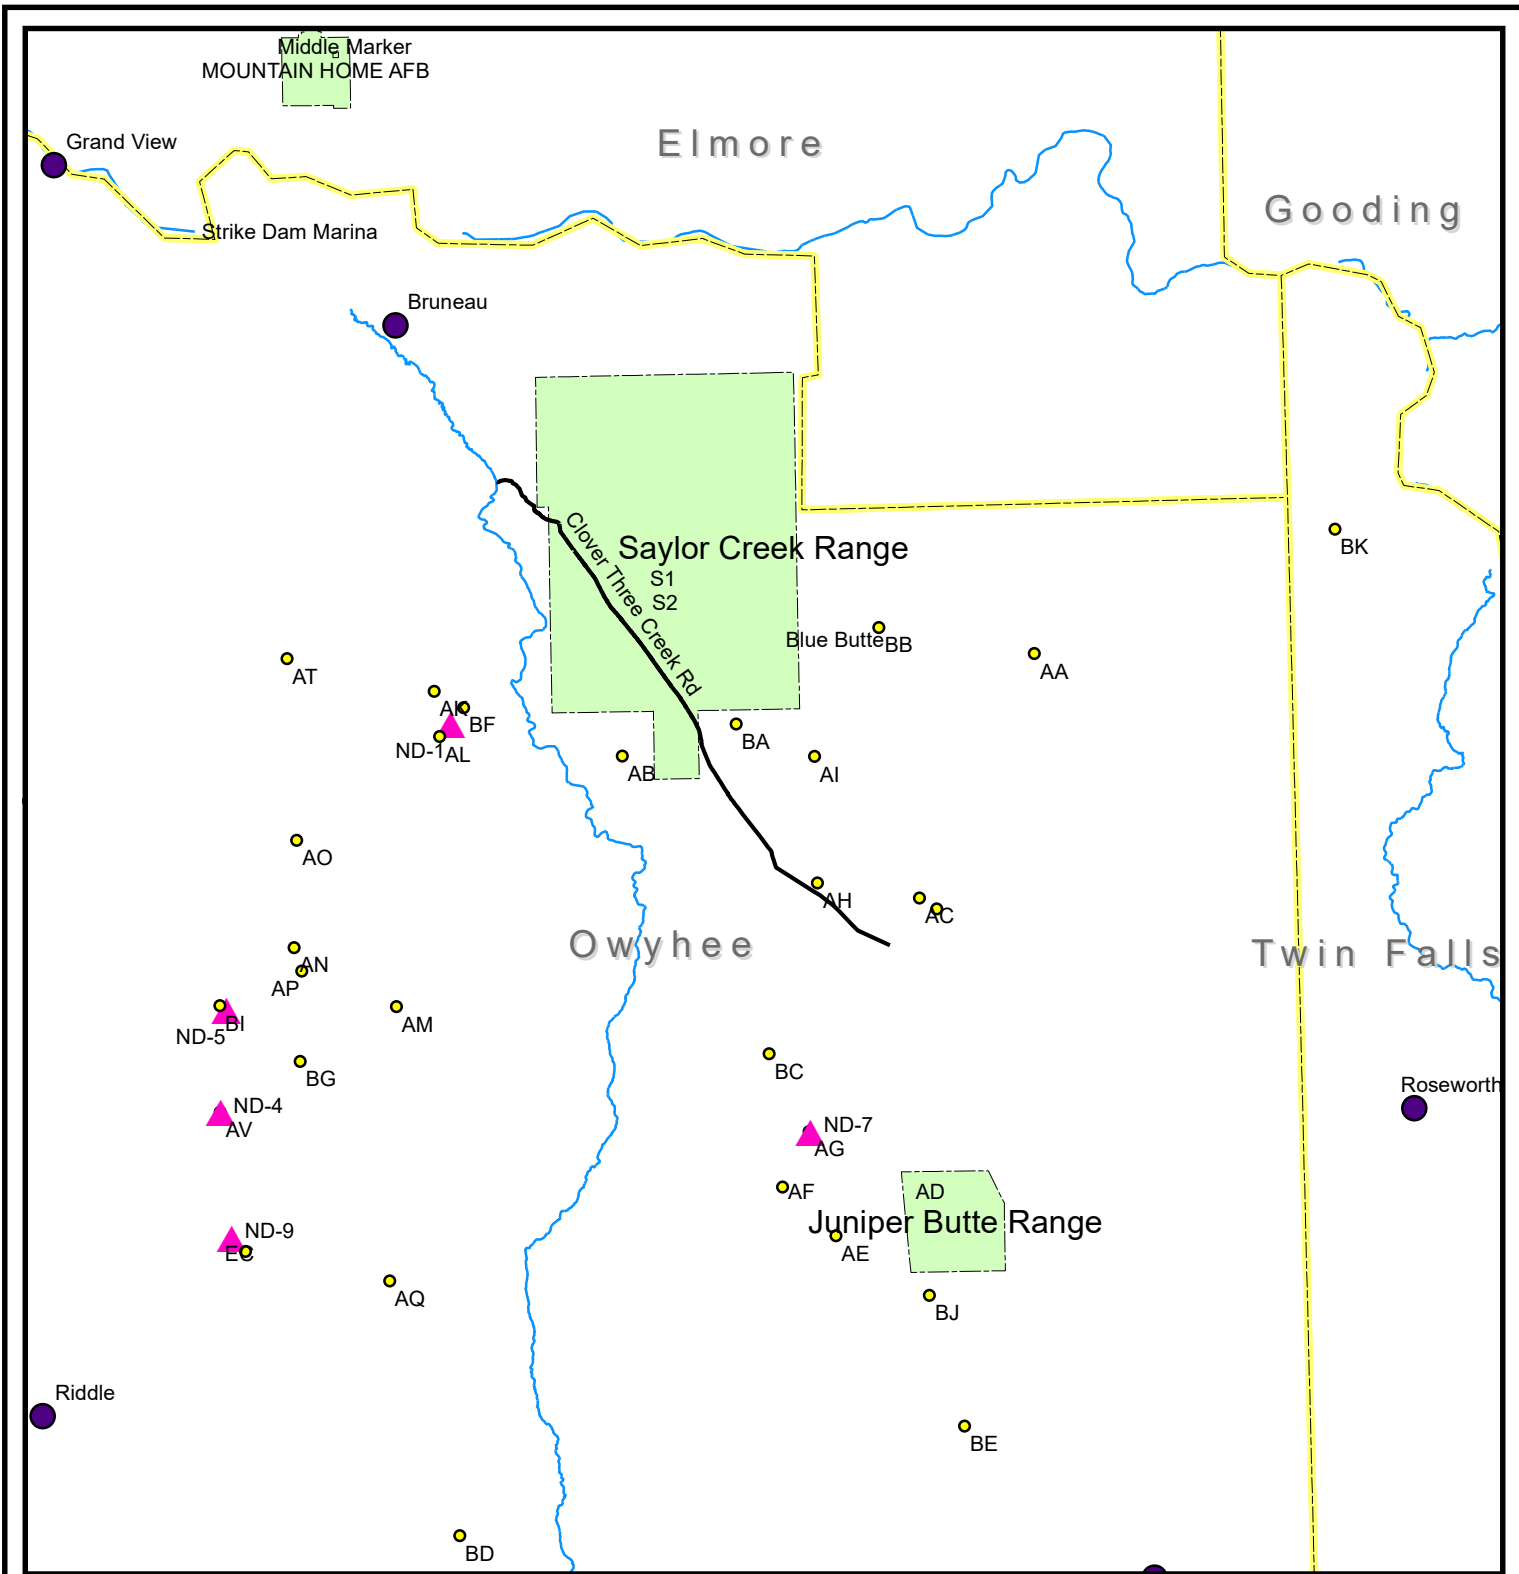 Middle Marker
MOUNTAIN HOME AFB
Grand View
Elmore
Gooding
Strike Dam Marina
Bruneau
Clover Three Creek Rd
Saylor Creek Range
S1
S2
BK
Blue Butte
BB
AA
AT
AK
BF
ND-1
AL
BA
AB
AI
AO
AH
AC
Owyhee
Twin Falls
AN
AP
BI
ND-5
AM
BC
BG
Roseworth
ND-4
AV
ND-7
AG
AF
AD
Juniper Butte Range
ND-9
EC
AE
AQ
BJ
Riddle
BE
BD